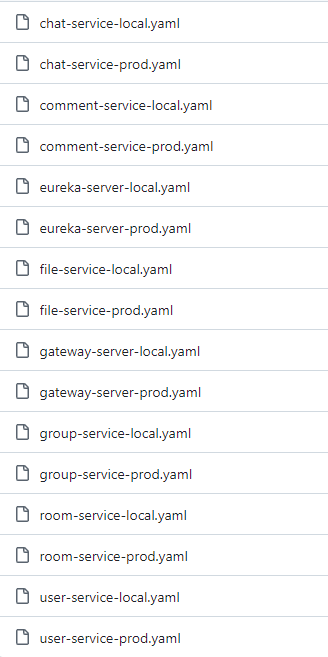 chat-service-local.yaml
chat-service-prod.yaml
comment-service-local.yaml
comment-service-prod.yaml
eureka-server-local.yaml
eureka-server-prod.yaml
file-service-local.yaml
file-service-prod.yaml
gateway-server-local.yaml
gateway-server-prod.yaml
group-service-local.yaml
group-service-prod.yaml
room-service-local.yaml
room-service-prod.yaml
user-service-local.yaml
user-service-prod.yaml